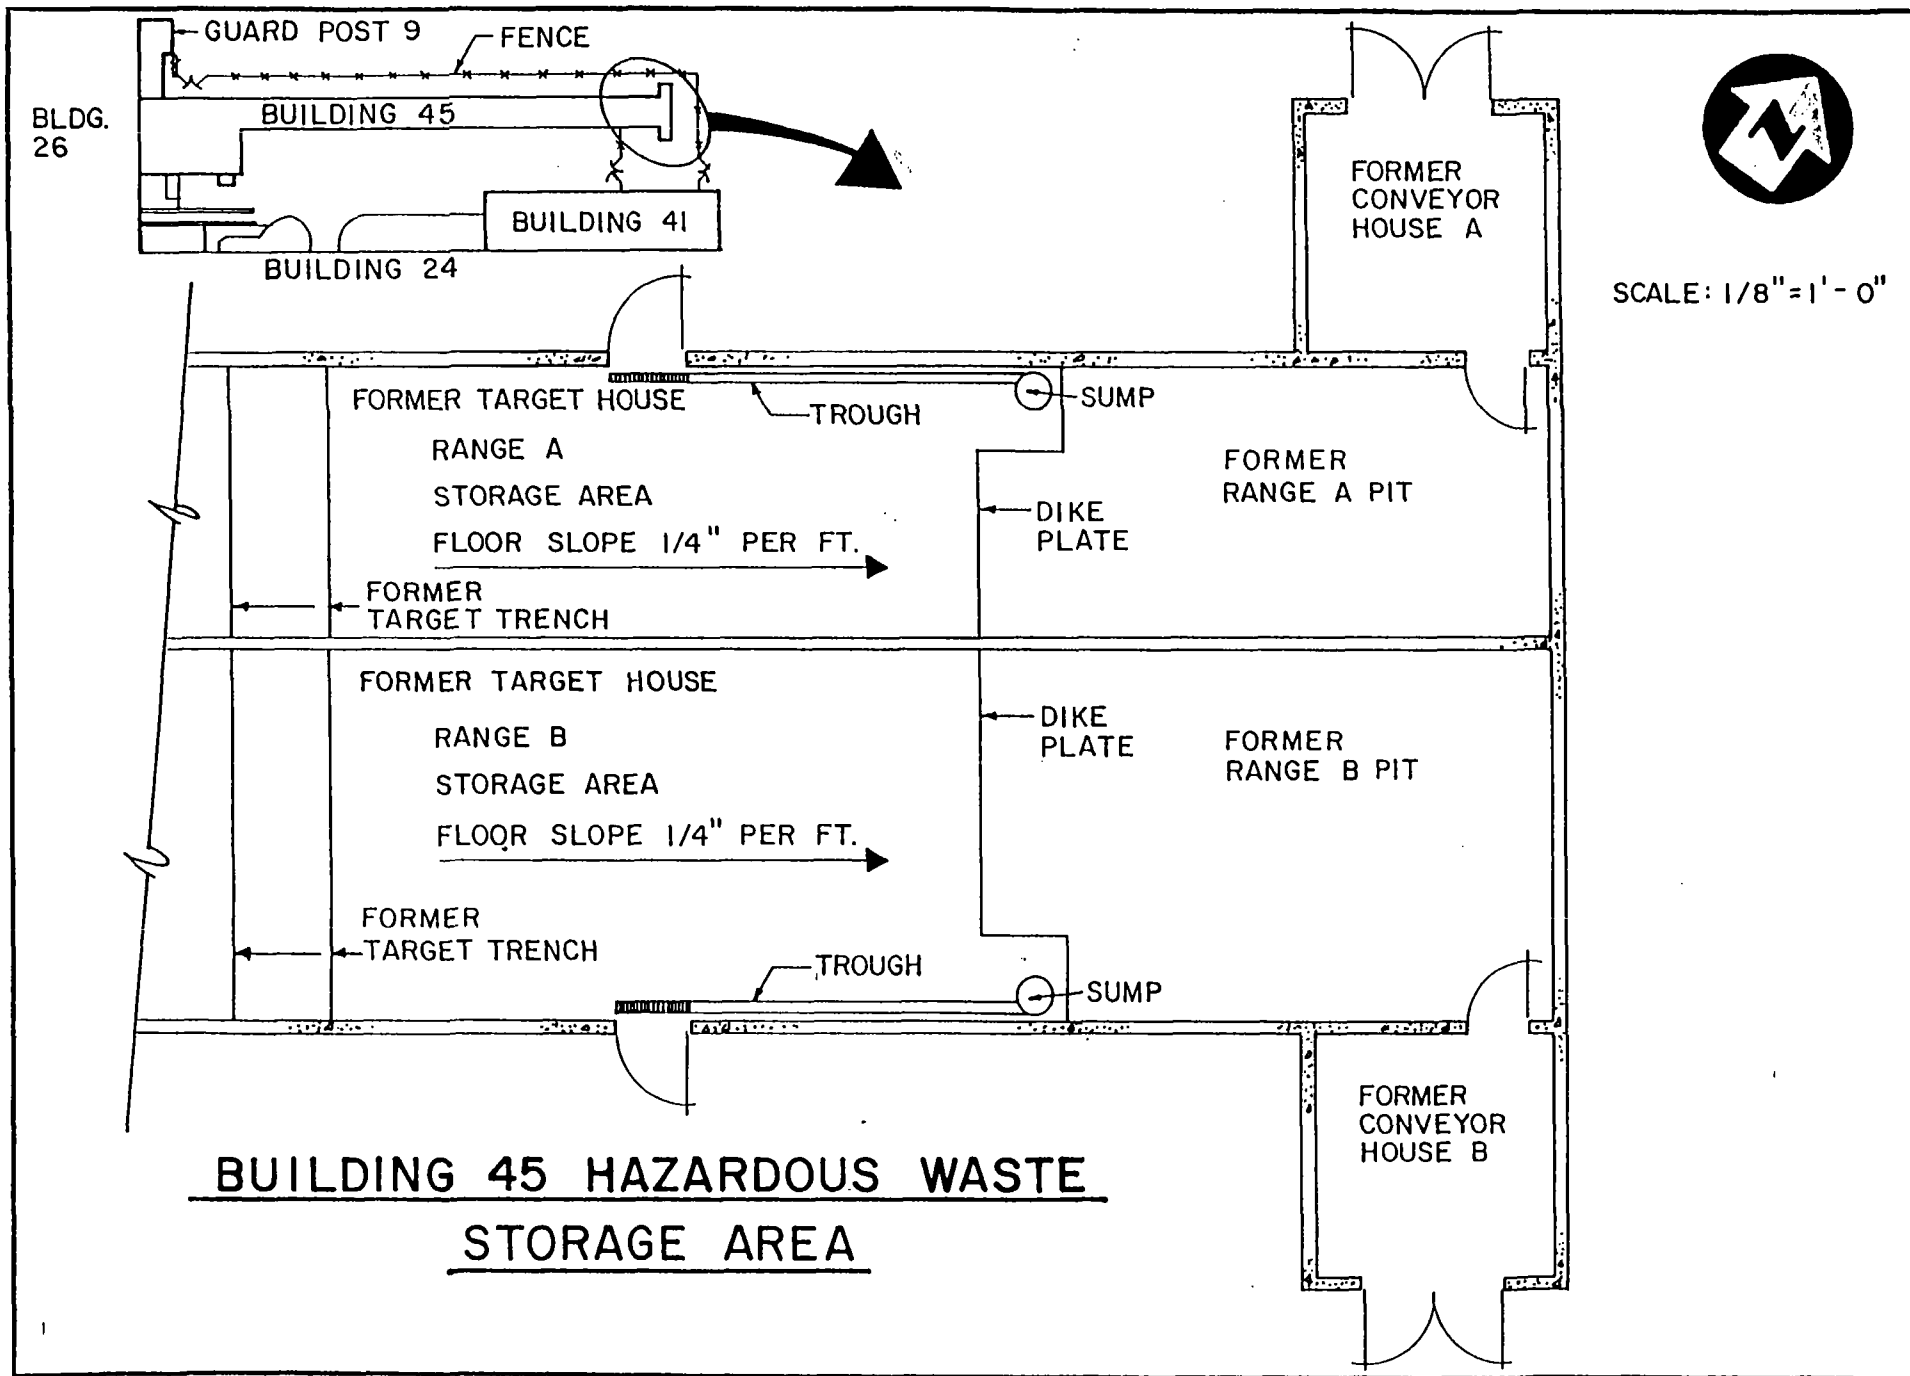 GUARD POST 9
FENCE
BLDG.
26
BUILDING 45
BUILDING 41
BUILDING 24
N
SCALE: 1/8"=1'-0"
FORMER
CONVEYOR
HOUSE A
FORMER TARGET HOUSE
RANGE A
STORAGE AREA
FLOOR SLOPE 1/4" PER FT.
TROUGH
SUMP
FORMER
RANGE A PIT
DIKE
PLATE
FORMER
TARGET TRENCH
FORMER TARGET HOUSE
RANGE B
STORAGE AREA
FLOOR SLOPE 1/4" PER FT.
DIKE
PLATE
FORMER
RANGE B PIT
FORMER
TARGET TRENCH
TROUGH
SUMP
FORMER
CONVEYOR
HOUSE B
BUILDING 45 HAZARDOUS WASTE
STORAGE AREA